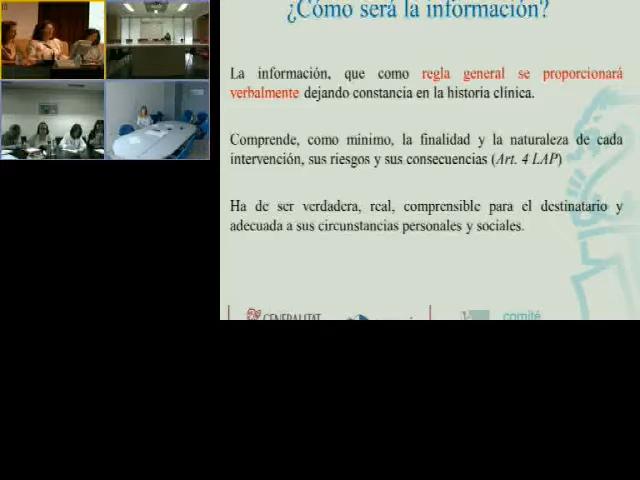 ¿Cómo será la información?
La información, que como regla general se proporcionará
verbalmente dejando constancia en la historia clínica.
Comprende, como mínimo, la finalidad y la naturaleza de cada
intervención, sus riesgos y sus consecuencias (Art. 4 LAP)
Ha de ser verdadera, real, comprensible para el destinatario y
adecuada a sus circunstancias personales y sociales.
GENERALITAT
comité